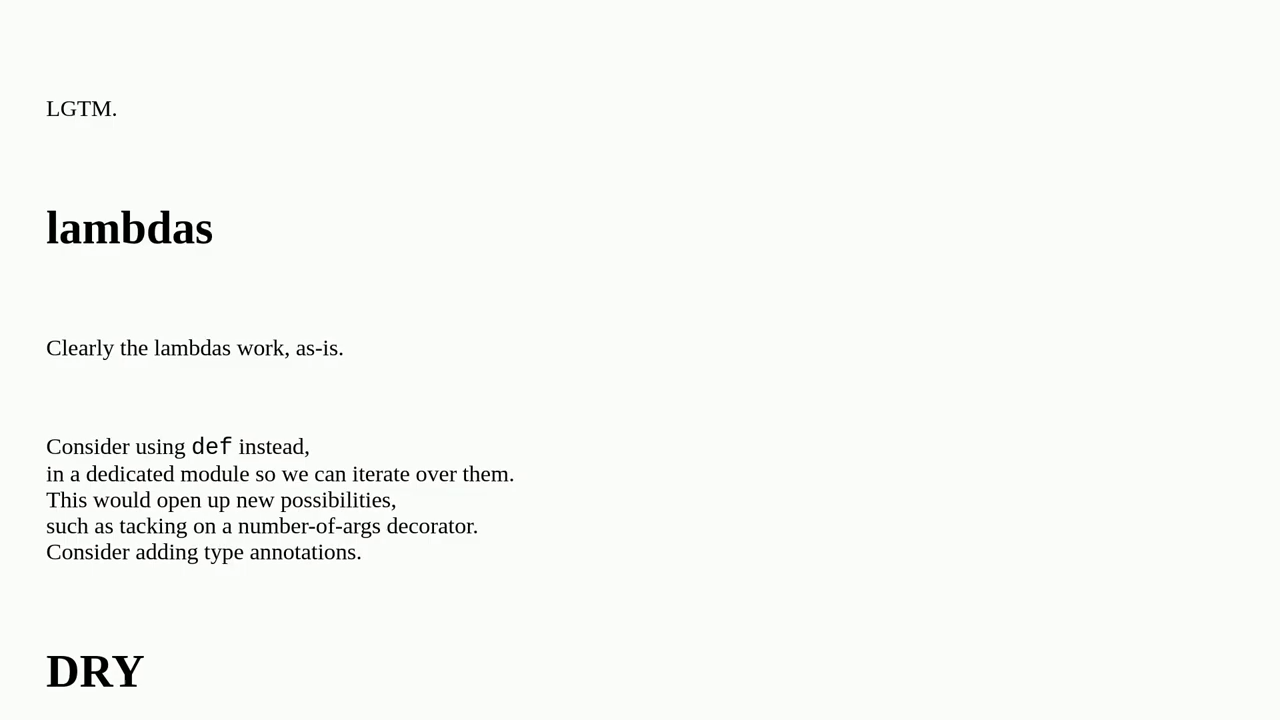 LGTM.
lambdas
Clearly the lambdas work, as-is.
Consider using def instead,
in a dedicated module so we can iterate over them.
This would open up new possibilities,
such as tacking on a number-of-args decorator.
Consider adding type annotations.
DRY